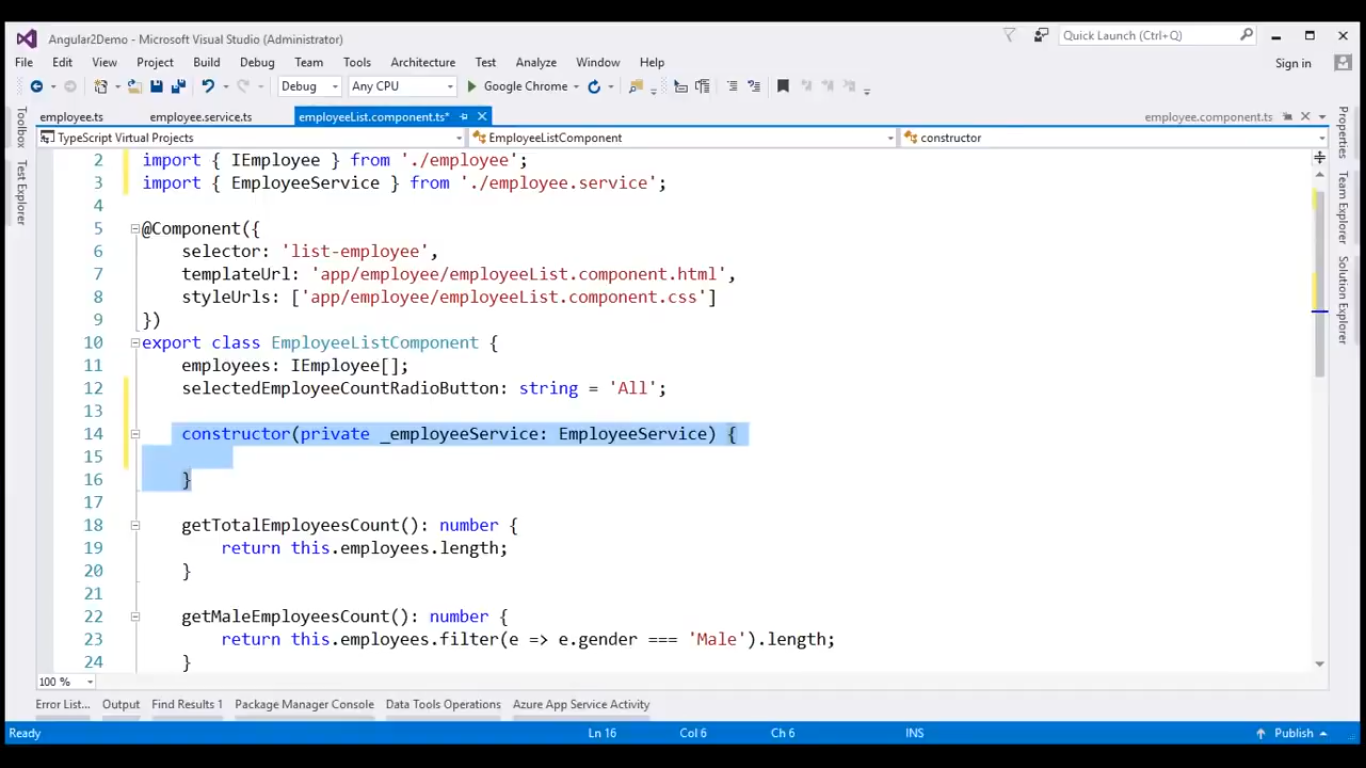 Angular2Demo - Microsoft Visual Studio (Administrator)
Quick Launch (Ctrl+Q)
File Edit View Project Build Debug Team Tools Architecture Test Analyze Window Help
Sign in
Debug Any CPU Google Chrome
employee.ts employee.service.ts employeeList.component.ts* employee.component.ts
TypeScript Virtual Projects EmployeeListComponent constructor
Toolbox
Test Explorer
2 import { IEmployee } from './employee';
3 import { EmployeeService } from './employee.service';
4
5 @Component({
6 selector: 'list-employee',
7 templateUrl: 'app/employee/employeeList.component.html',
8 styleUrls: ['app/employee/employeeList.component.css']
9 })
10 export class EmployeeListComponent {
11 employees: IEmployee[];
12 selectedEmployeeCountRadioButton: string = 'All';
13
14 constructor(private _employeeService: EmployeeService) {
15
16 }
17
18 getTotalEmployeesCount(): number {
19 return this.employees.length;
20 }
21
22 getMaleEmployeesCount(): number {
23 return this.employees.filter(e => e.gender === 'Male').length;
24 }
Properties
Team Explorer
Solution Explorer
100 %
Error List... Output Find Results 1 Package Manager Console Data Tools Operations Azure App Service Activity
Ready Ln 16 Col 6 Ch 6 INS Publish